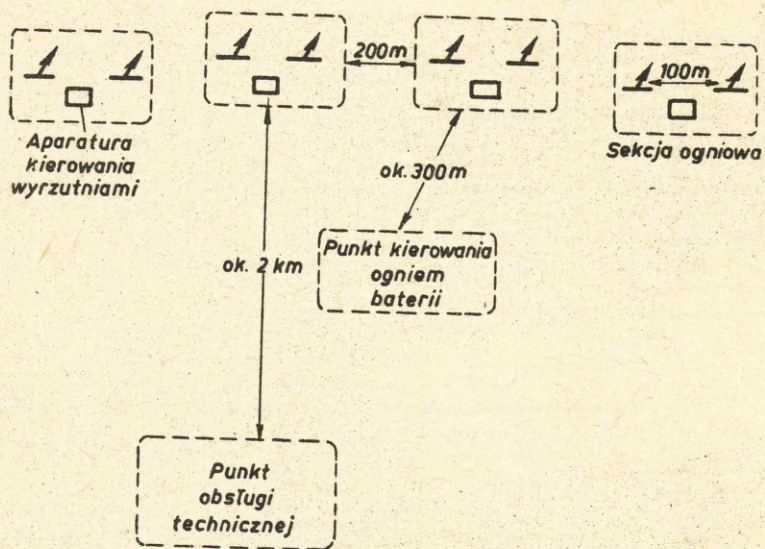 200m
100m
Aparatura
kierowania
wyrzutniami
Sekcja ogniowa
ok. 300m
ok. 2 km
Punkt kierowania
ogniem
baterii
Punkt
obsługi
technicznej